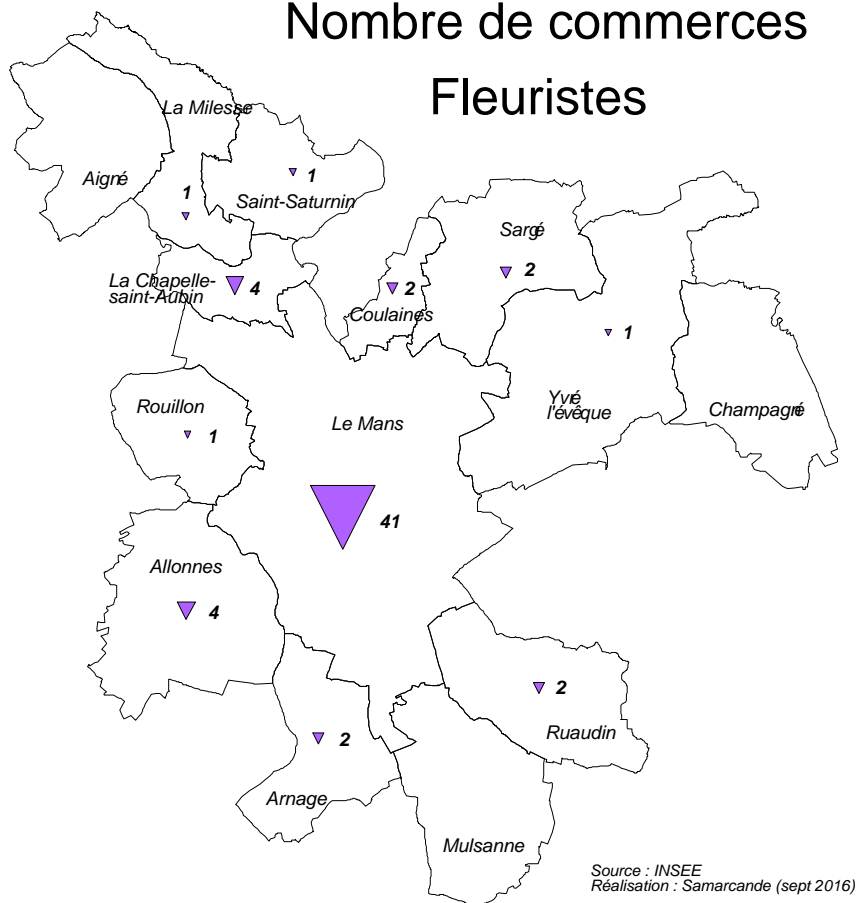 Nombre de commerces
Fleuristes
La Milesse
Aigné
1
1
Saint-Saturnin
Sargé
2
La Chapelle-
saint-Aubin
4
2
Coulaines
1
Yvré
l'évêque
Champagné
Rouillon
1
Le Mans
41
Allonnes
4
2
Ruaudin
2
Arnage
Mulsanne
Source : INSEE
Réalisation : Samarcande (sept 2016)